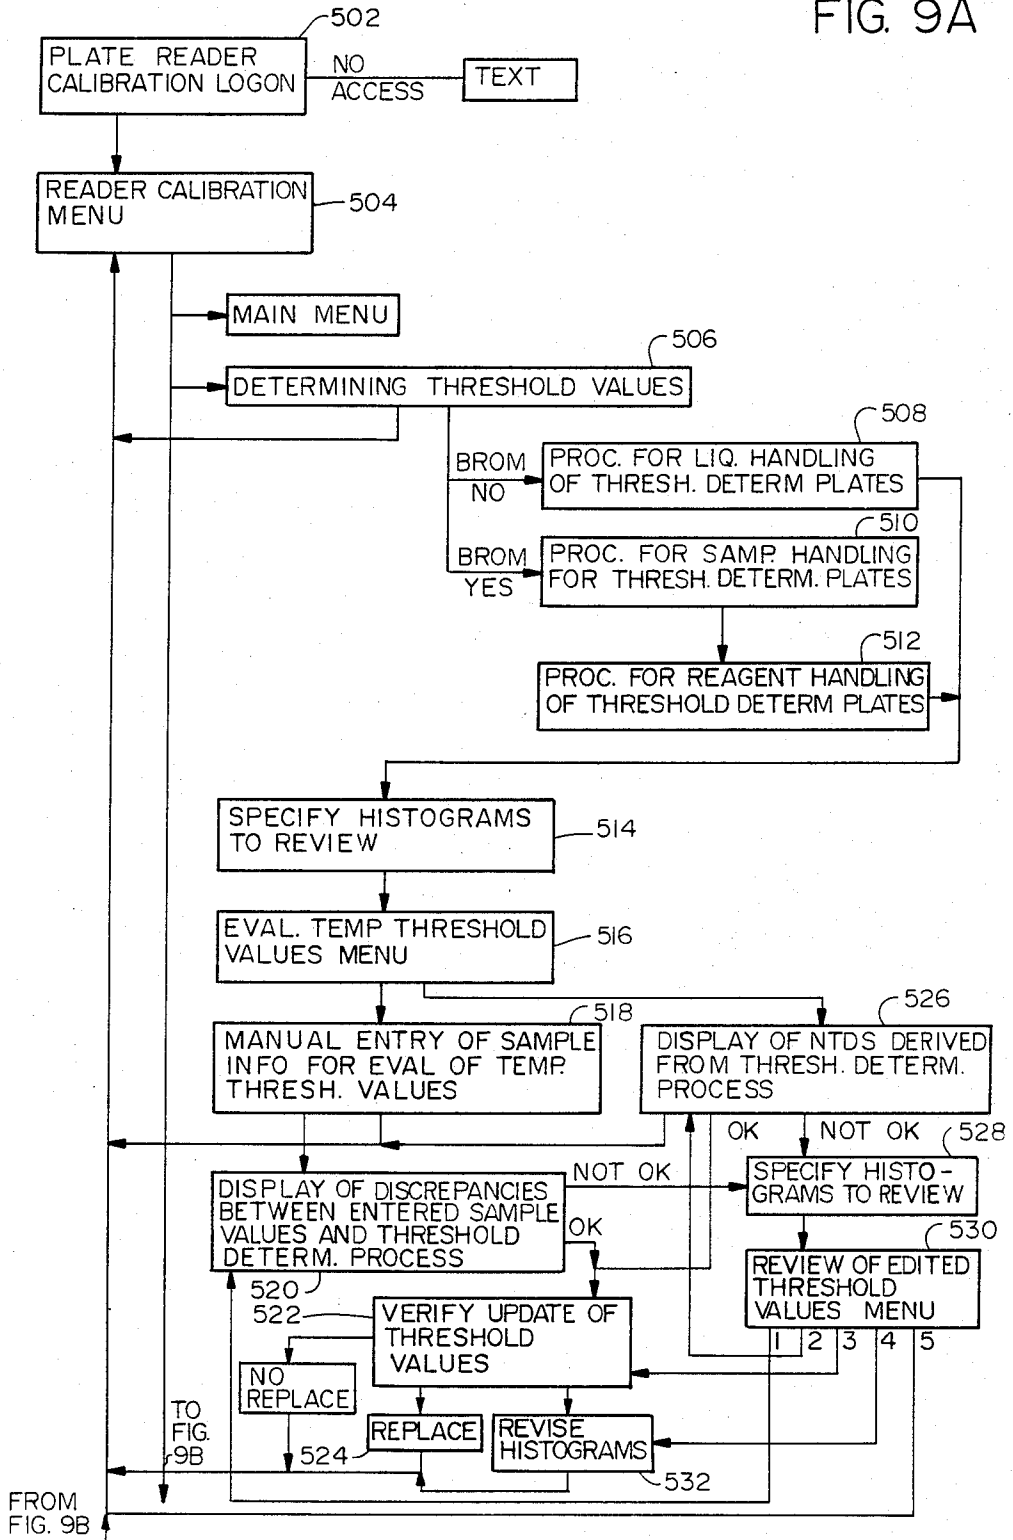 FIG. 9A
502
PLATE READER
CALIBRATION LOGON
NO
ACCESS
TEXT
READER CALIBRATION
MENU
504
MAIN MENU
506
DETERMINING THRESHOLD VALUES
508
BROM
NO
PROC. FOR LIQ. HANDLING
OF THRESH. DETERM PLATES
510
BROM
YES
PROC. FOR SAMP. HANDLING
FOR THRESH. DETERM. PLATES
512
PROC. FOR REAGENT HANDLING
OF THRESHOLD DETERM PLATES
SPECIFY HISTOGRAMS
TO REVIEW
514
EVAL. TEMP THRESHOLD
VALUES MENU
516
518
MANUAL ENTRY OF SAMPLE
INFO FOR EVAL OF TEMP.
THRESH. VALUES
526
DISPLAY OF NTDS DERIVED
FROM THRESH. DETERM.
PROCESS
OK
NOT OK
528
SPECIFY HISTO-
GRAMS TO REVIEW
NOT OK
DISPLAY OF DISCREPANCIES
BETWEEN ENTERED SAMPLE
VALUES AND THRESHOLD
DETERM. PROCESS
OK
520
530
REVIEW OF EDITED
THRESHOLD
VALUES MENU
1 2 3 4 5
522
VERIFY UPDATE OF
THRESHOLD
VALUES
NO
REPLACE
REPLACE
524
REVISE
HISTOGRAMS
532
TO
FIG.
9B
FROM
FIG. 9B